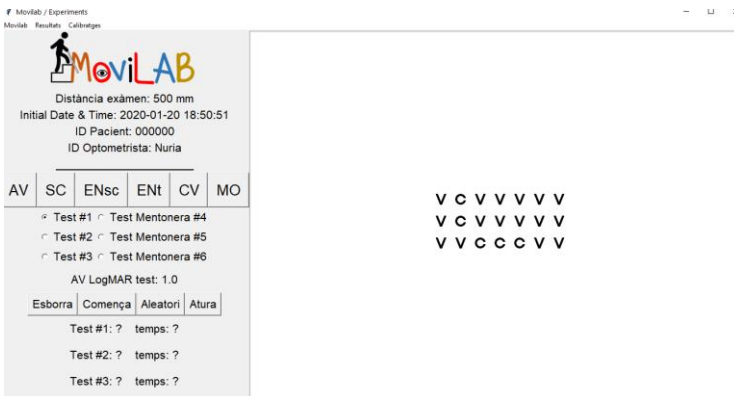 Movilab / Experiments
Movilab Resultats Calibratges
MoviLAB
Distància exàmen: 500 mm
Initial Date & Time: 2020-01-20 18:50:51
ID Pacient: 000000
ID Optometrista: Nuria
AV SC ENsc ENt CV MO
Test #1 Test Mentonera #4
Test #2 Test Mentonera #5
Test #3 Test Mentonera #6
AV LogMAR test: 1.0
Esborra Comença Aleatori Atura
Test #1: ? temps: ?
Test #2: ? temps: ?
Test #3: ? temps: ?
V C V V V V V
V C V V V V V
V V C C C V V